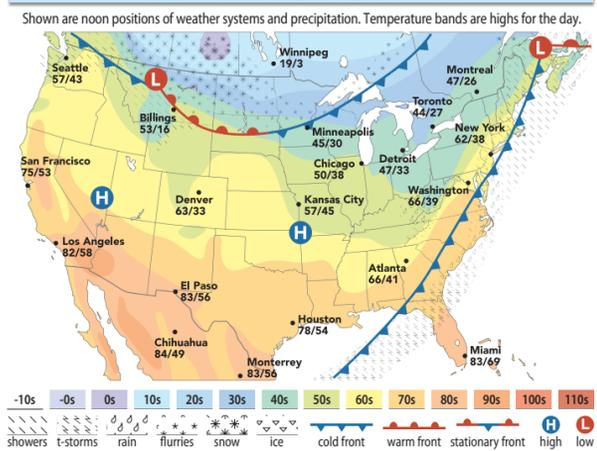 Shown are noon positions of weather systems and precipitation. Temperature bands are highs for the day.
Seattle
57/43
L
Billings
53/16
Winnipeg
19/3
L
Montreal
47/26
Toronto
44/27
New York
62/38
Minneapolis
45/30
Chicago
50/38
Detroit
47/33
Washington
66/39
San Francisco
75/53
H
Denver
63/33
Kansas City
57/45
H
Los Angeles
82/58
Atlanta
66/41
El Paso
83/56
Houston
78/54
Chihuahua
84/49
Monterrey
83/56
Miami
83/69
-10s -0s 0s 10s 20s 30s 40s 50s 60s 70s 80s 90s 100s 110s
H L
showers t-storms rain flurries snow ice cold front warm front stationary front high low